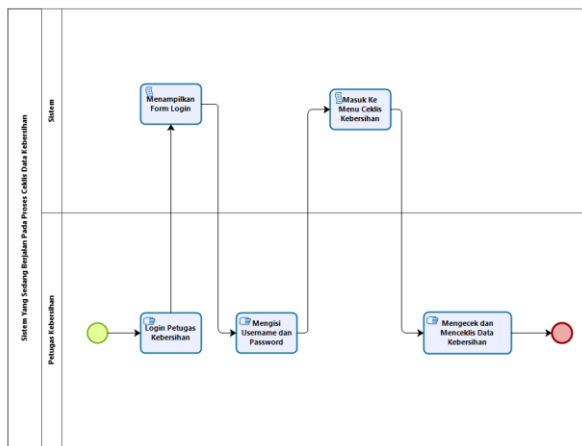 Sistem Yang Sedang Berjalan Pada Proses Ceklis Data Kebersihan
Sistem
Menampilkan
Form Login
Masuk Ke
Menu Ceklis
Kebersihan
Petugas Kebersihan
Login Petugas
Kebersihan
Mengisi
Username dan
Password
Mengecek dan
Menceklis Data
Kebersihan